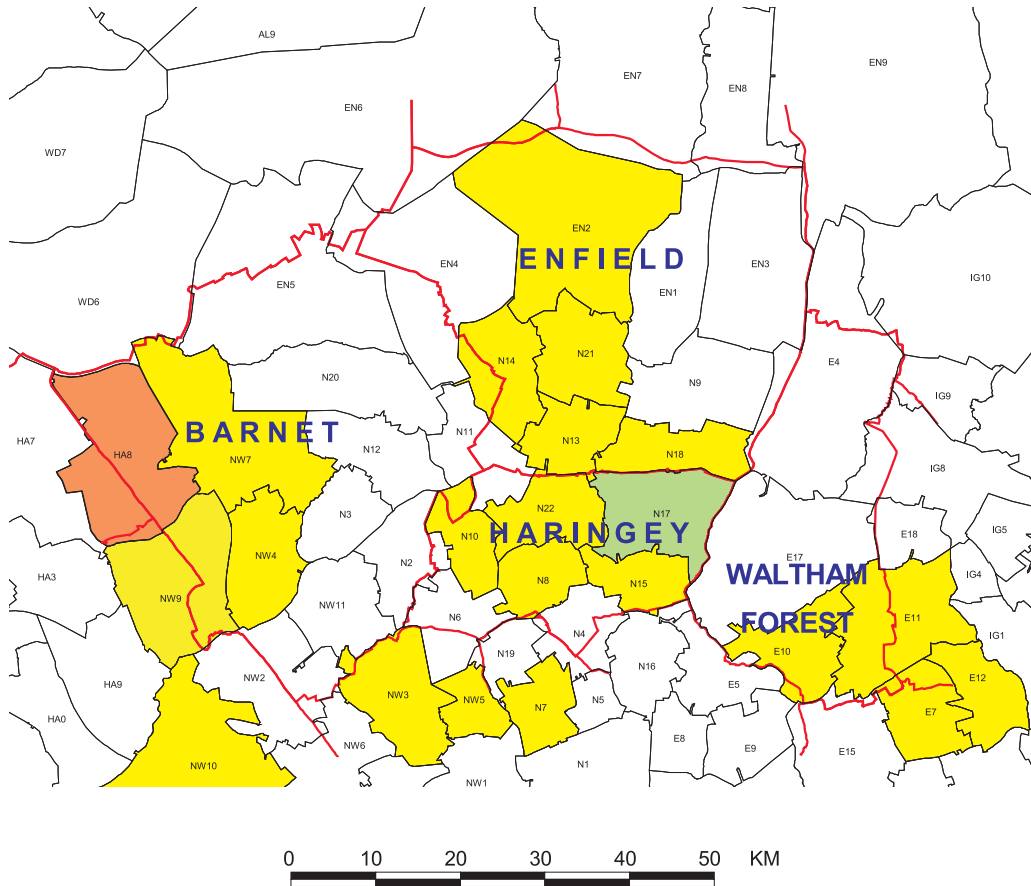 AL9
EN7
EN9
EN8
EN6
WD7
EN2
ENFIELD
EN4
EN3
IG10
EN5
EN1
WD6
N14
N21
E4
N20
N9
IG9
BARNET
HA7
N11
N13
HA8
NW7
N12
N18
IG8
N3
N22
N17
HARINGEY
N10
E18
IG5
HA3
NW4
N2
E17
WALTHAM
FOREST
NW9
NW11
N8
N15
IG4
N6
N4
E11
IG1
E10
N19
N16
HA9
NW2
NW3
NW5
N7
N5
E5
E12
E7
HA0
NW6
E8
E9
E15
NW10
N1
NW1
0 10 20 30 40 50 KM